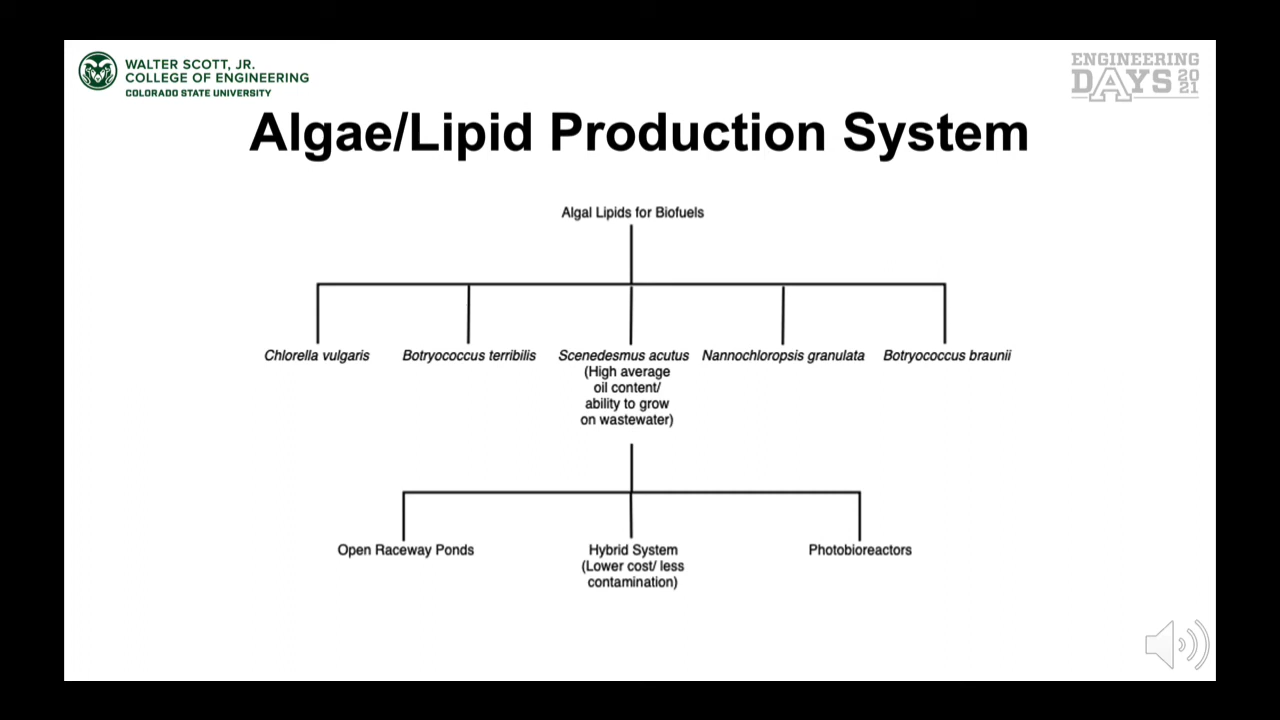 WALTER SCOTT, JR.
COLLEGE OF ENGINEERING
COLORADO STATE UNIVERSITY
ENGINEERING
DAYS 20
21
Algae/Lipid Production System
Algal Lipids for Biofuels
Chlorella vulgaris
Botryococcus terribilis
Scenedesmus acutus
(High average
oil content/
ability to grow
on wastewater)
Nannochloropsis granulata
Botryococcus braunii
Open Raceway Ponds
Hybrid System
(Lower cost/ less
contamination)
Photobioreactors